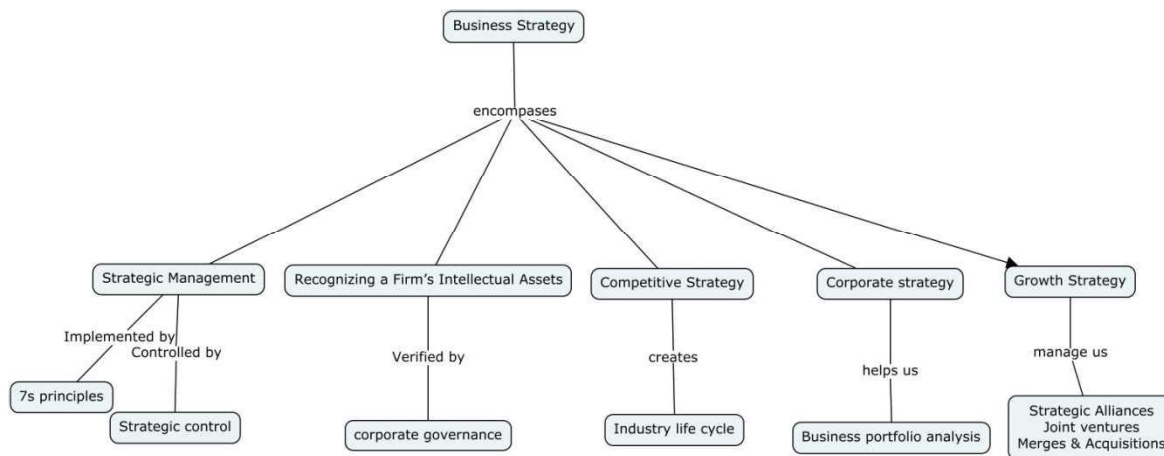 Business Strategy
encompases
Strategic Management
Recognizing a Firm's Intellectual Assets
Competitive Strategy
Corporate strategy
Growth Strategy
Implemented by
Controlled by
Verified by
creates
helps us
manage us
7s principles
Strategic control
corporate governance
Industry life cycle
Business portfolio analysis
Strategic Alliances
Joint ventures
Merges & Acquisitions